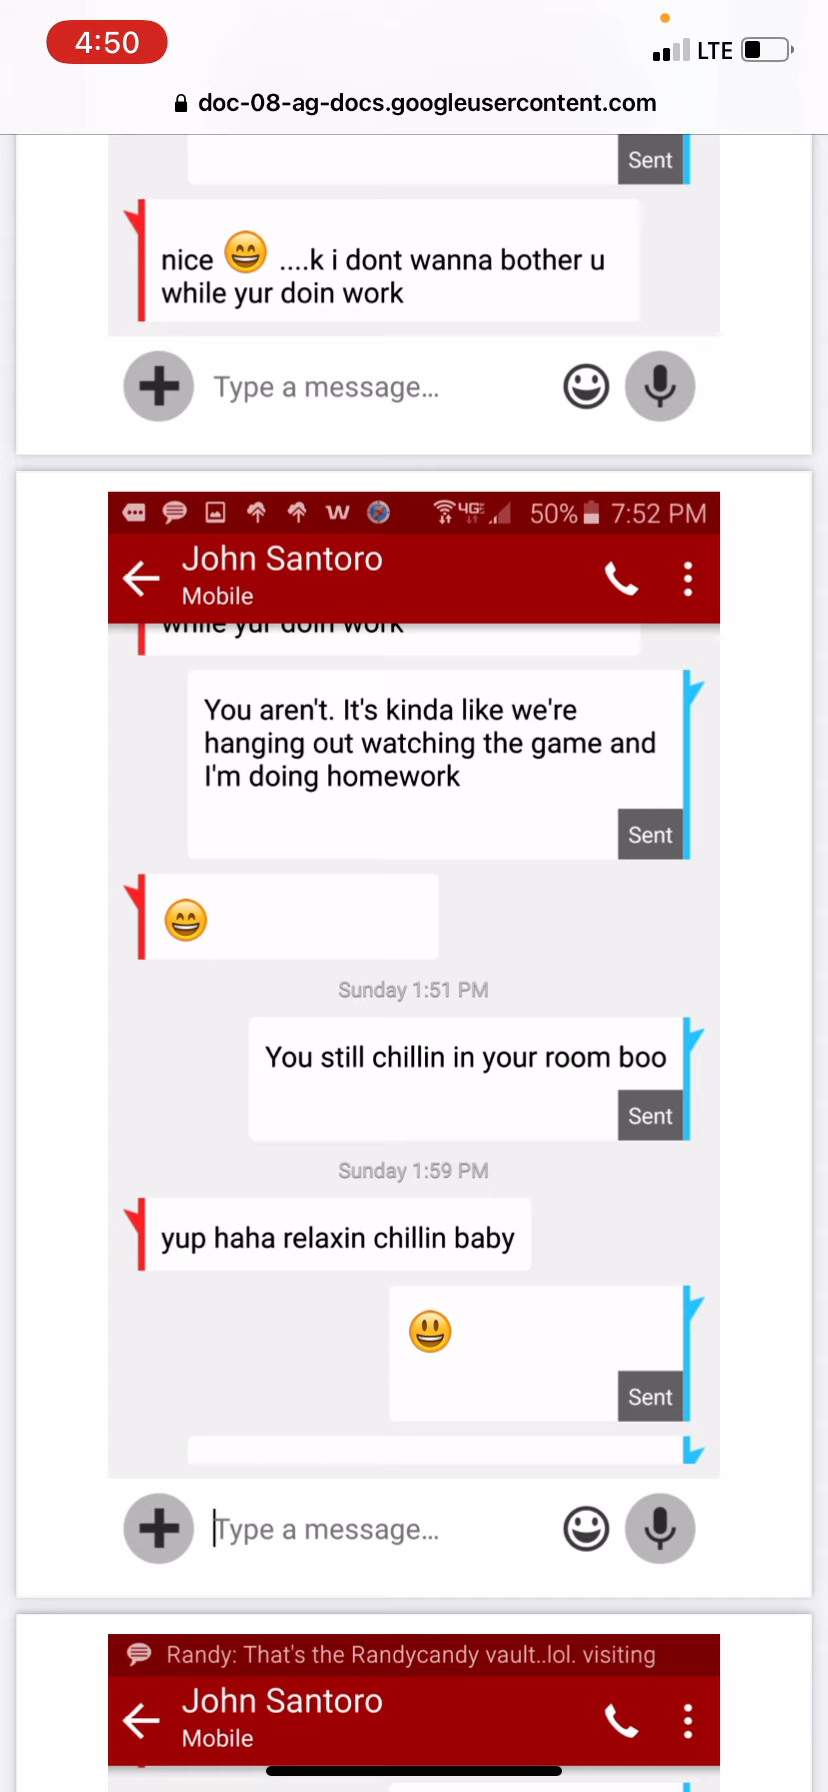 4:50
LTE
doc-08-ag-docs.googleusercontent.com
Sent
nice 😄 ....k i dont wanna bother u
while yur doin work
Type a message...
W 4G 50% 7:52 PM
John Santoro
Mobile
while yur doin work
You aren't. It's kinda like we're
hanging out watching the game and
I'm doing homework
Sent
😄
Sunday 1:51 PM
You still chillin in your room boo
Sent
Sunday 1:59 PM
yup haha relaxin chillin baby
😃
Sent
Type a message...
Randy: That's the Randycandy vault..lol. visiting
John Santoro
Mobile